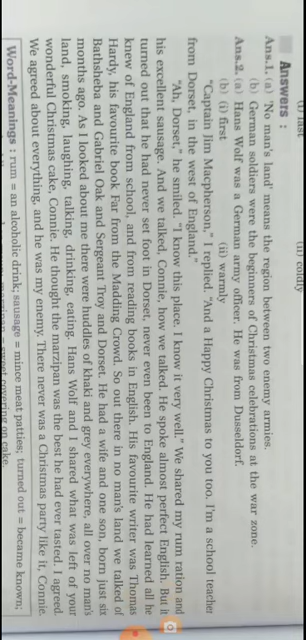 (i) last (ii) coldly
Answers :
Ans.1. (a) 'No man's land' means the region between two enemy armies.
(b) German soldiers were the beginners of Christmas celebrations at the war zone.
Ans.2. (a) Hans Wolf was a German army officer. He was from Dusseldorf.
(b) (i) first (ii) warmly
"Captain Jim Macpherson," I replied. "And a Happy Christmas to you too. I'm a school teacher
from Dorset, in the west of England."
"Ah, Dorset," he smiled. "I know this place. I know it very well." We shared my rum ration and
his excellent sausage. And we talked, Connie, how we talked. He spoke almost perfect English. But it
turned out that he had never set foot in Dorset, never even been to England. He had learned all he
knew of England from school, and from reading books in English. His favourite writer was Thomas
Hardy, his favourite book Far from the Madding Crowd. So out there in no man's land we talked of
Bathsheba and Gabriel Oak and Sergeant Troy and Dorset. He had a wife and one son, born just six
months ago. As I looked about me there were huddles of khaki and grey everywhere, all over no man's
land, smoking, laughing, talking, drinking, eating. Hans Wolf and I shared what was left of your
wonderful Christmas cake, Connie. He thought the marzipan was the best he had ever tasted. I agreed.
We agreed about everything, and he was my enemy. There never was a Christmas party like it, Connie.
Word-Meanings : rum = an alcoholic drink; sausage = mince meat patties; turned out = became known;
sweet covering on cake.